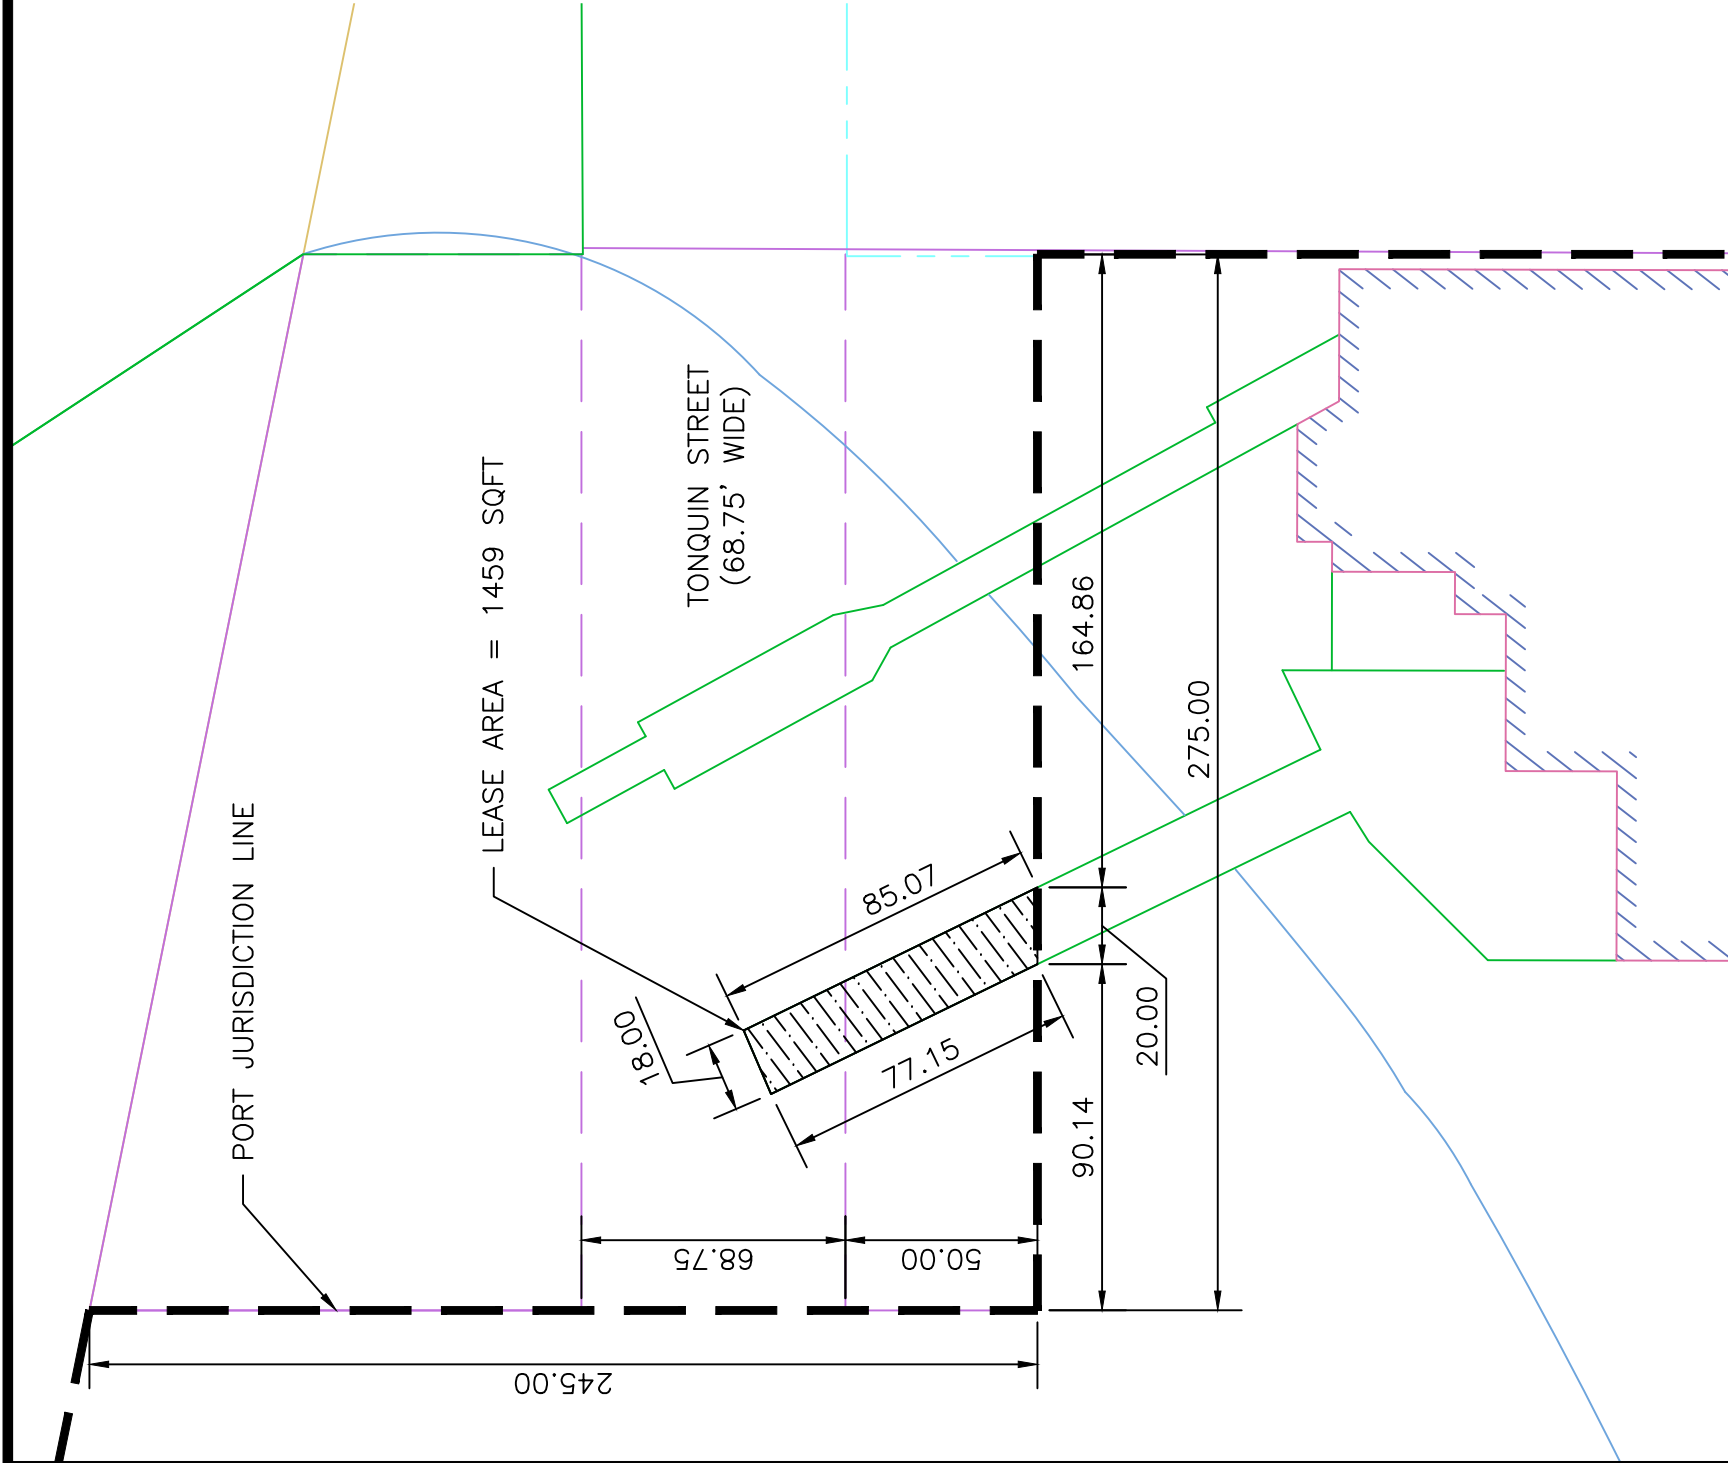 PORT JURISDICTION LINE
LEASE AREA = 1459 SQFT
TONQUIN STREET
(68.75' WIDE)
164.86
275.00
85.07
18.00
77.15
20.00
90.14
68.75
50.00
245.00